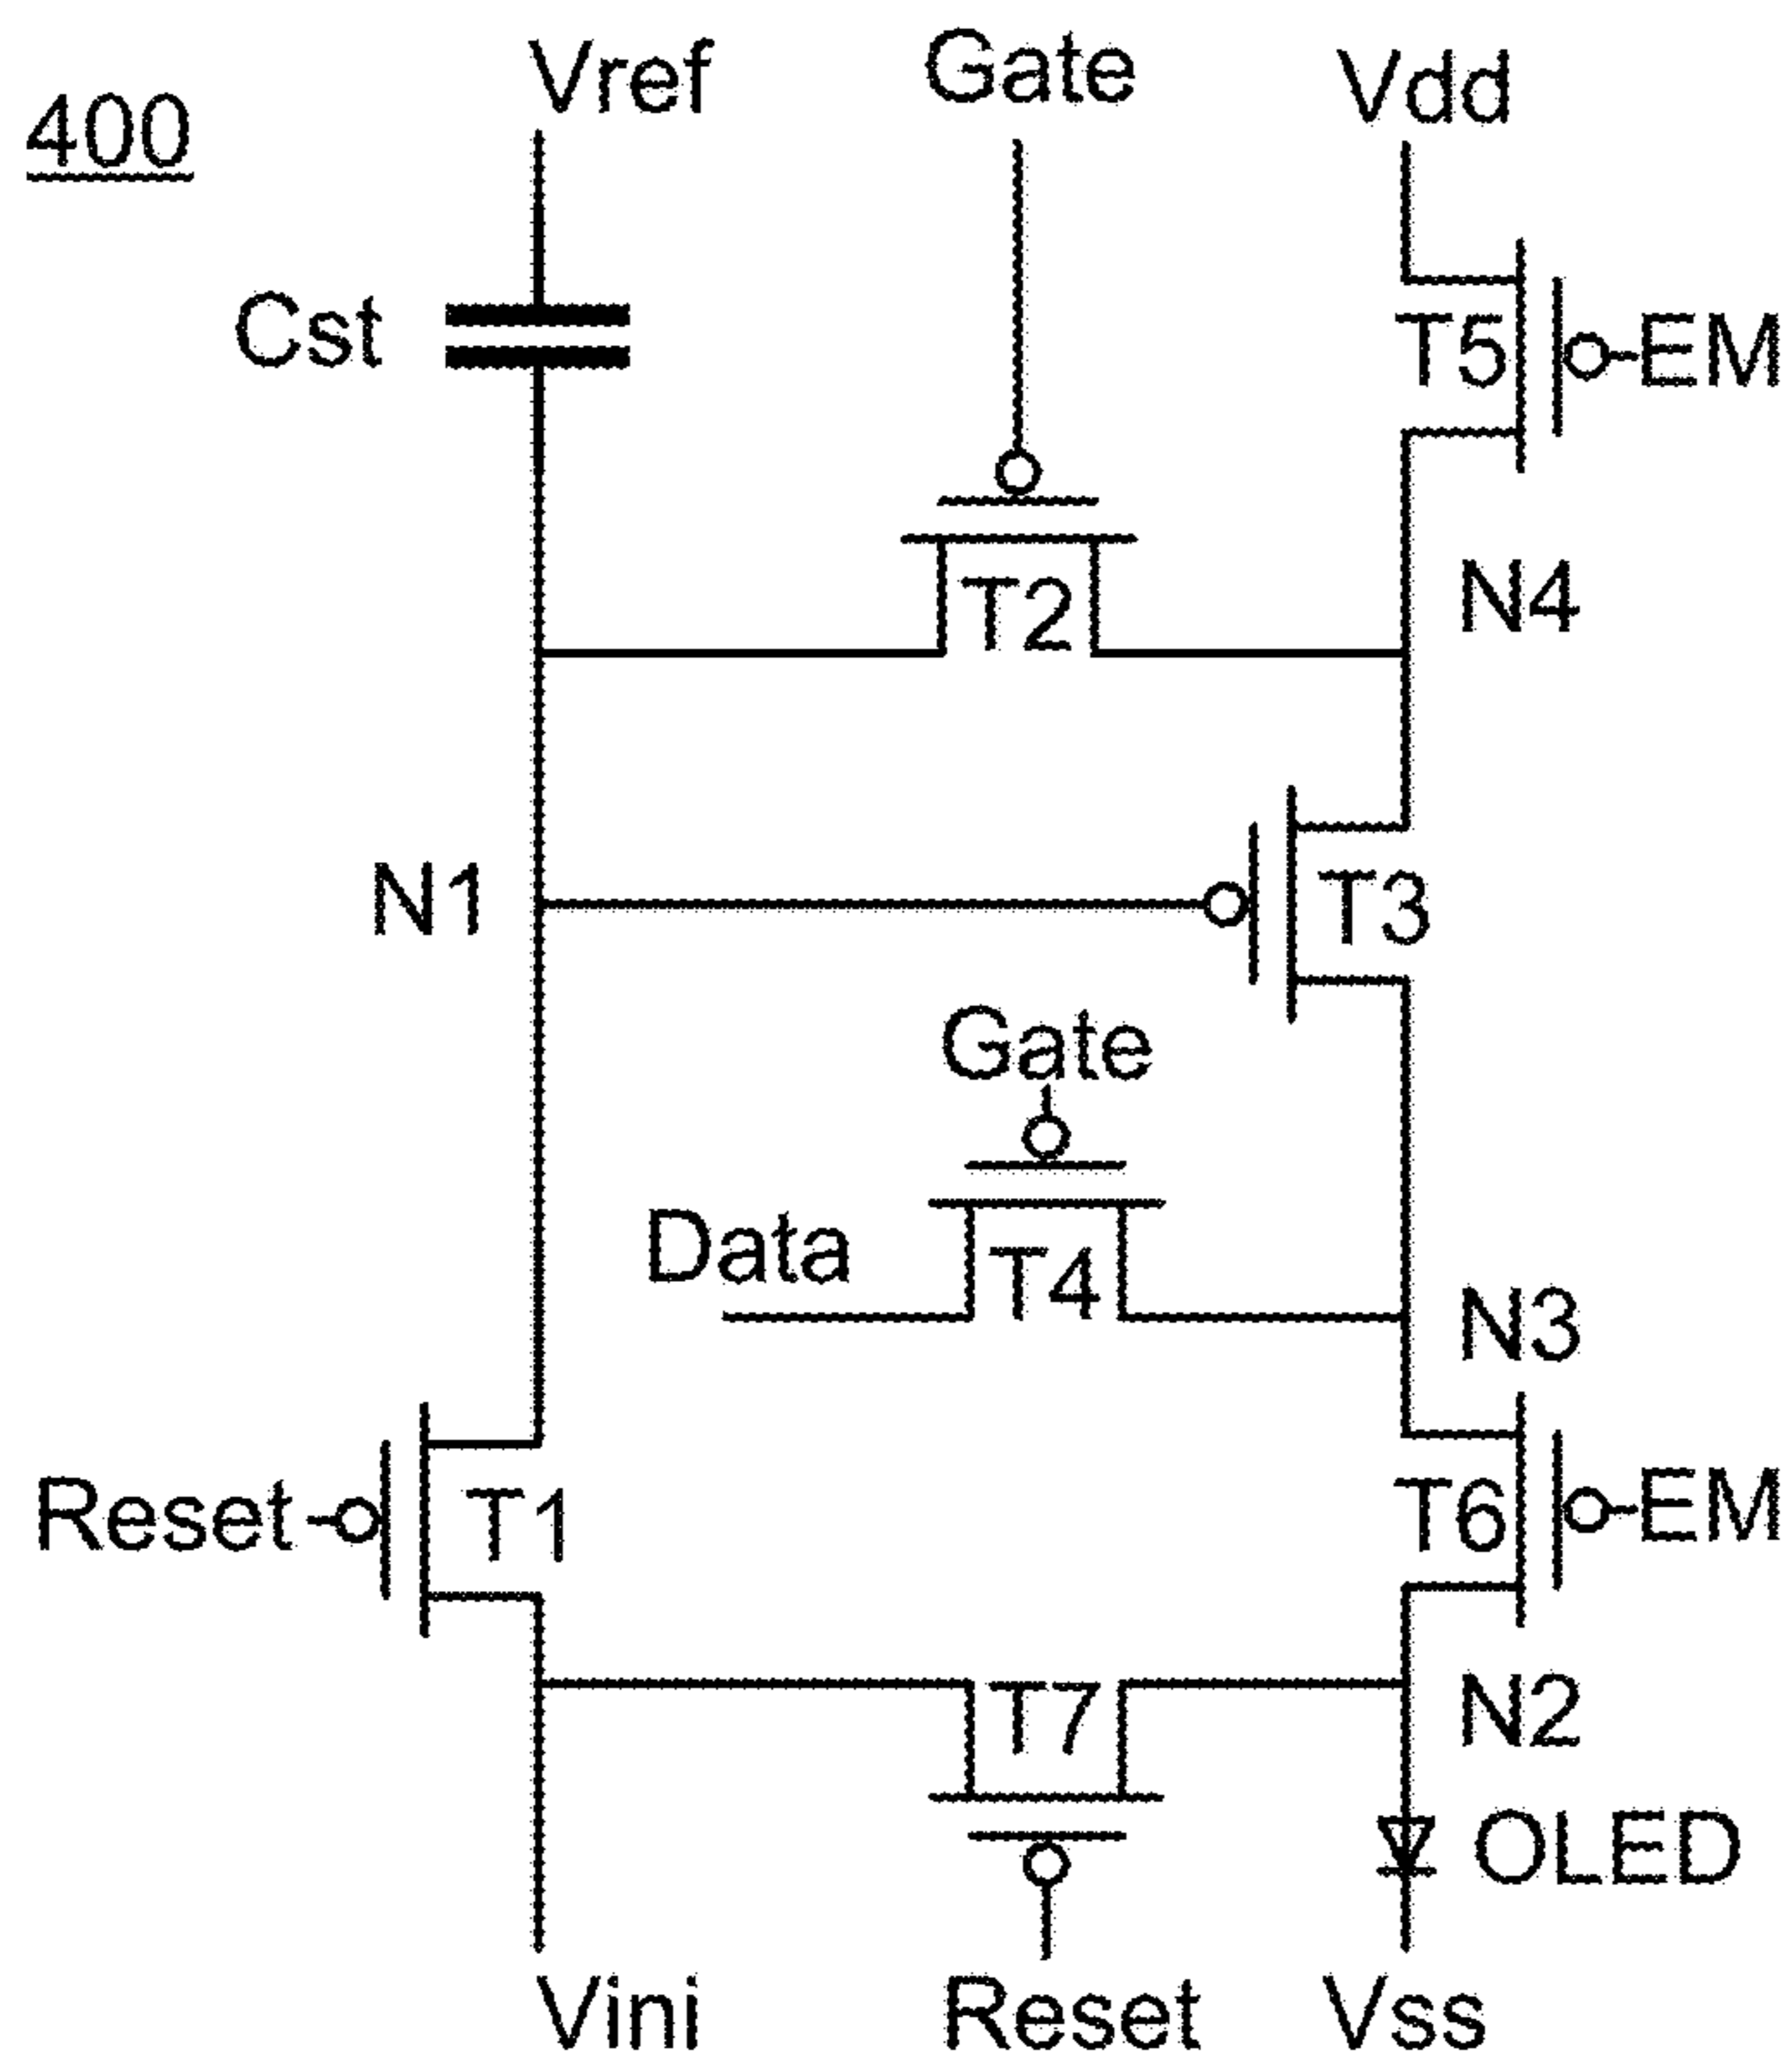 400
Vref
Gate
Vdd
Cst
T5
EM
T2
N4
N1
T3
Gate
Data
T4
N3
Reset
T1
T6
EM
T7
N2
OLED
Vini
Reset
Vss